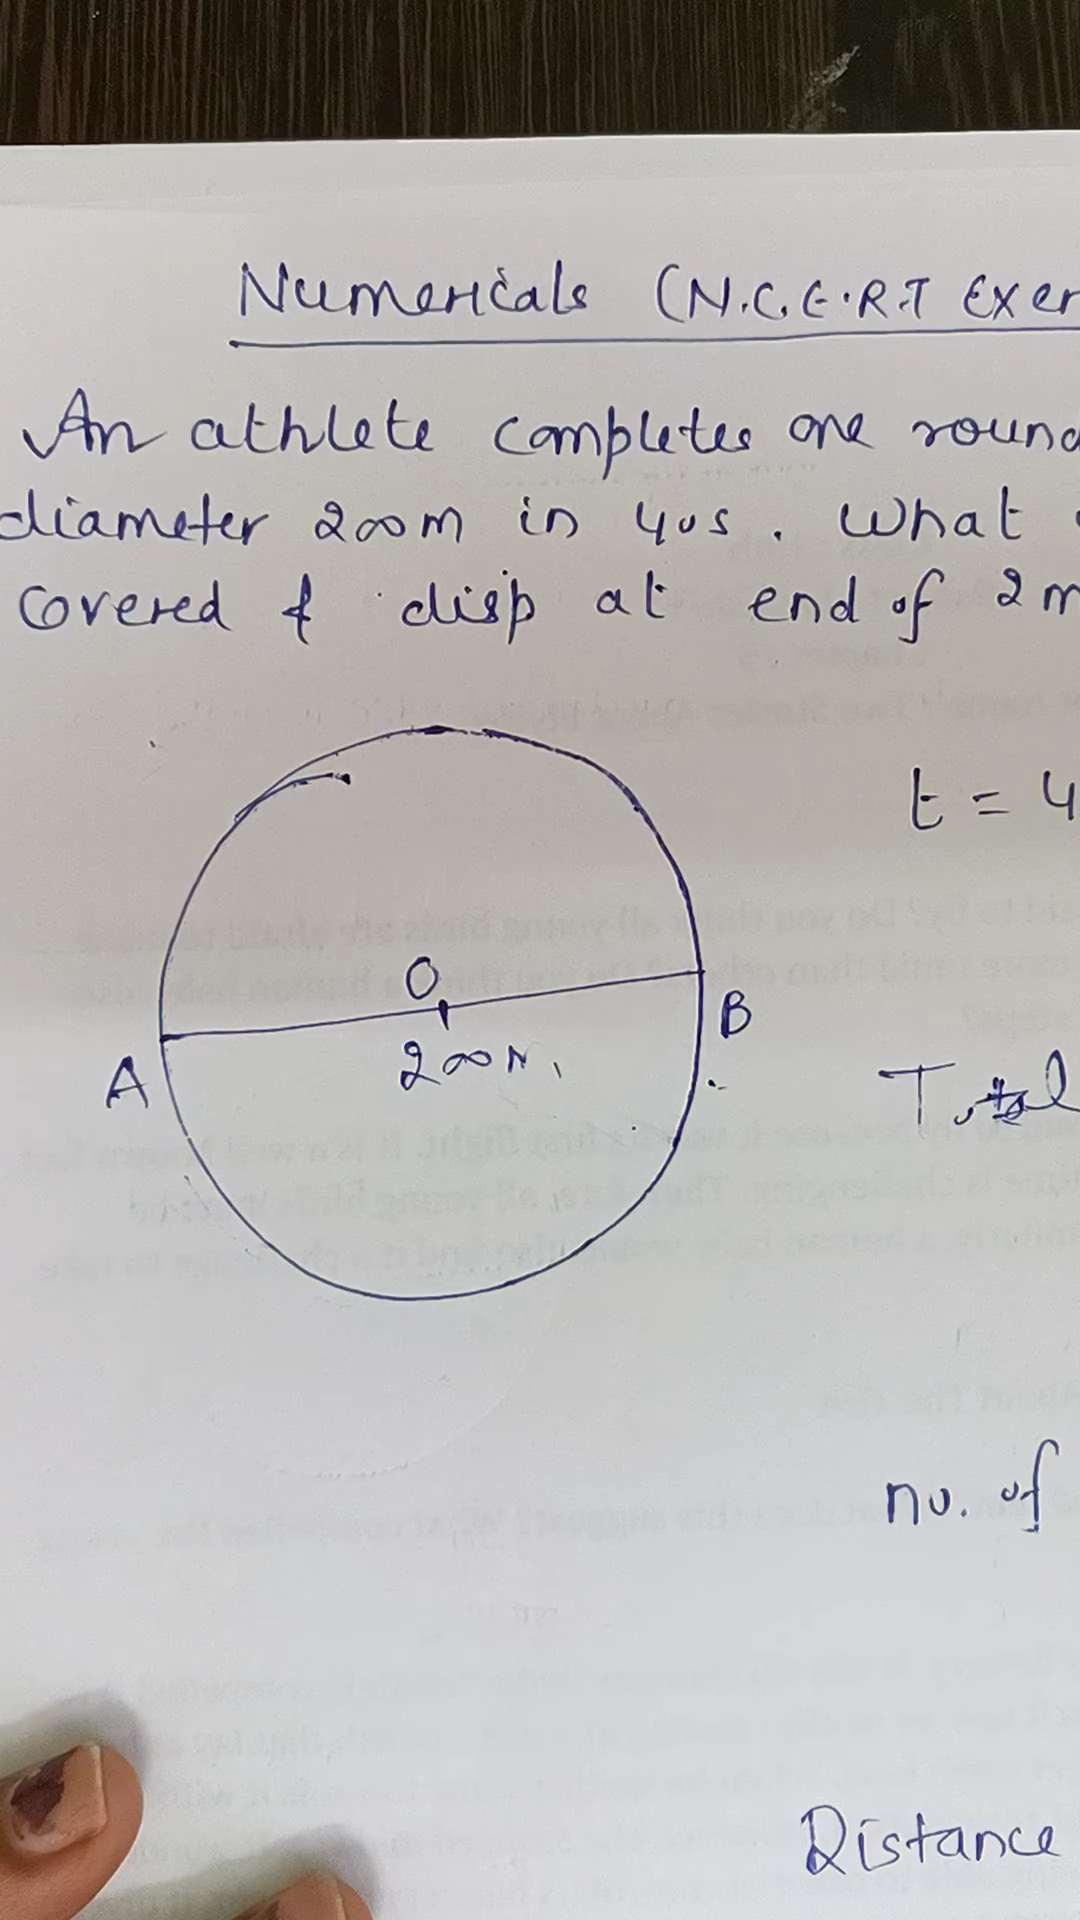 Numericals (N.C.E.R.T Exer
An athlete completes one round
diameter 200m in 40s. What
covered & disp at end of 2m
t = 4
O
B
200m
A
Total
no. of
Distance